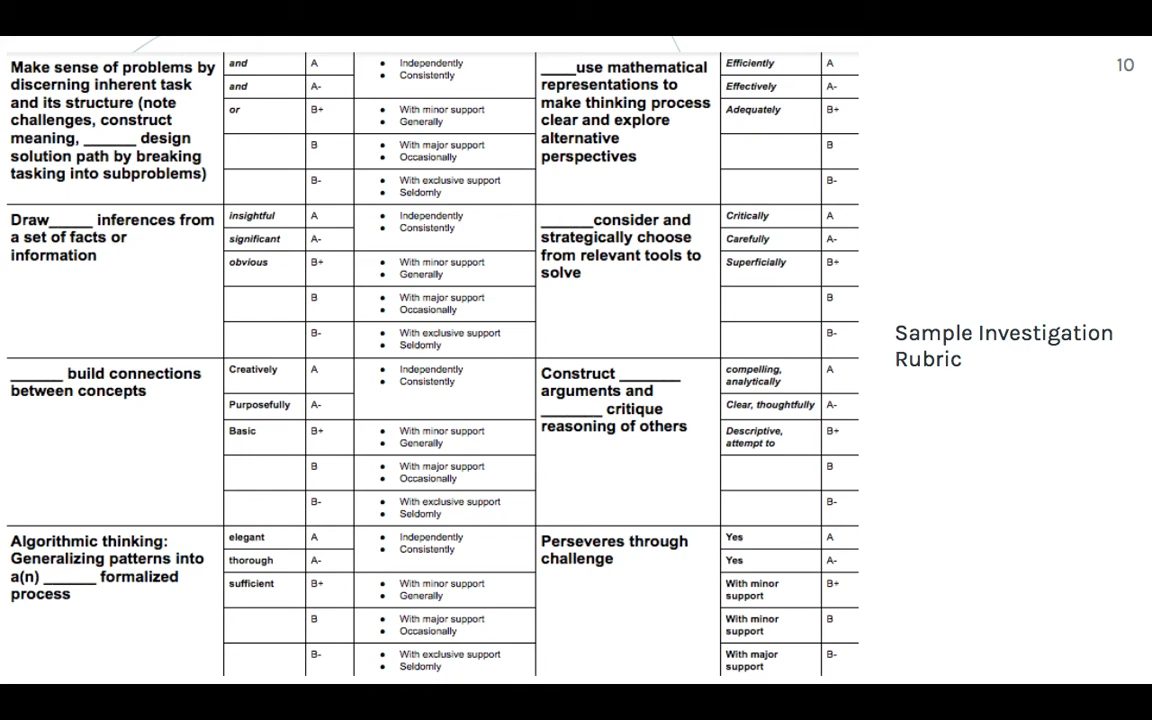 10
Make sense of problems by
discerning inherent task
and its structure (note
challenges, construct
meaning, ______ design
solution path by breaking
tasking into subproblems)
and A
and A-
or B+
B
B-
• Independently
• Consistently
• With minor support
• Generally
• With major support
• Occasionally
• With exclusive support
• Seldomly
____use mathematical
representations to
make thinking process
clear and explore
alternative
perspectives
Efficiently A
Effectively A-
Adequately B+
B
B-
Draw_____ inferences from
a set of facts or
information
insightful A
significant A-
obvious B+
B
B-
• Independently
• Consistently
• With minor support
• Generally
• With major support
• Occasionally
• With exclusive support
• Seldomly
______consider and
strategically choose
from relevant tools to
solve
Critically A
Carefully A-
Superficially B+
B
B-
______ build connections
between concepts
Creatively A
Purposefully A-
Basic B+
B
B-
• Independently
• Consistently
• With minor support
• Generally
• With major support
• Occasionally
• With exclusive support
• Seldomly
Construct _______
arguments and
_______ critique
reasoning of others
compelling, A
analytically
Clear, thoughtfully A-
Descriptive, B+
attempt to
B
B-
Algorithmic thinking:
Generalizing patterns into
a(n) ______ formalized
process
elegant A
thorough A-
sufficient B+
B
B-
• Independently
• Consistently
• With minor support
• Generally
• With major support
• Occasionally
• With exclusive support
• Seldomly
Perseveres through
challenge
Yes A
Yes A-
With minor B+
support
With minor B
support
With major B-
support
Sample Investigation
Rubric